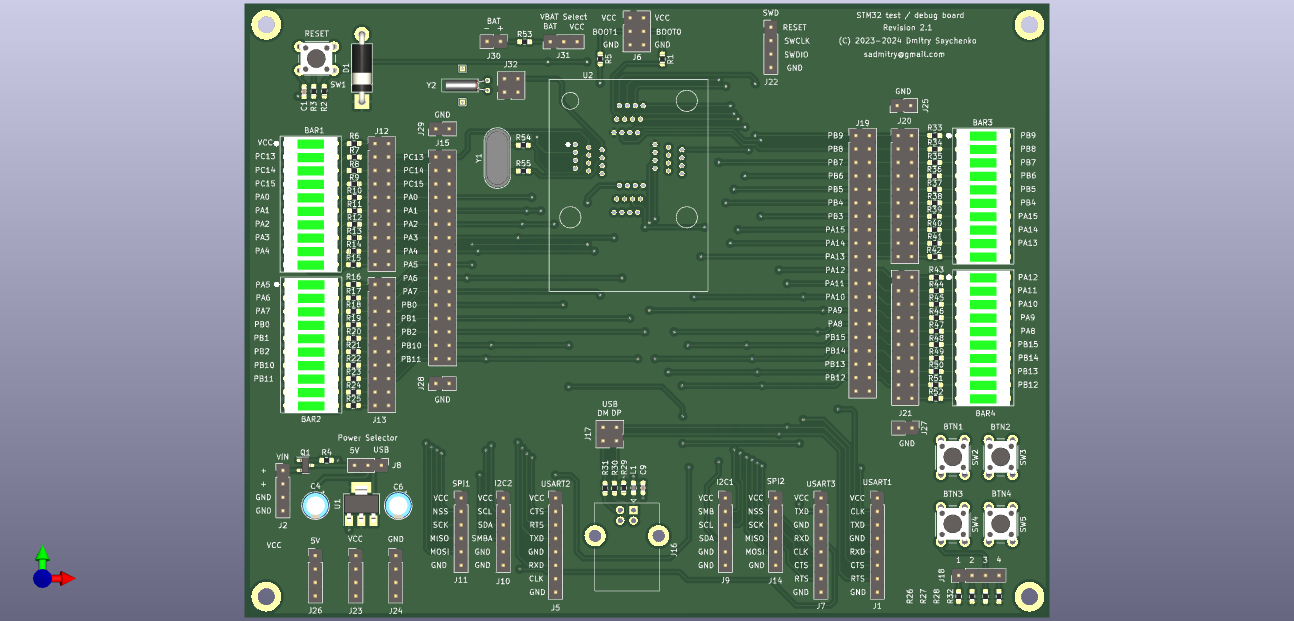 STM32 test / debug board
Revision 2.1
(C) 2023-2024 Dmitry Saychenko
sadmitry@gmail.com
RESET
D1
SW1
C1
R3
R2
BAT
- +
J30
R53
VBAT Select
BAT
VCC
J31
VCC
VCC
BOOT1
BOOT0
GND
GND
J6
R5
R1
SWD
RESET
SWCLK
SWDIO
GND
J22
Y2
J32
U2
GND
J29
J15
Y1
R54
R55
GND
J25
BAR1
J12
VCC
PC13
PC14
PC15
PA0
PA1
PA2
PA3
PA4
R6
R7
R8
R9
R10
R11
R12
R13
R14
R15
PC13
PC14
PC15
PA0
PA1
PA2
PA3
PA4
PA5
PA6
PA7
PB0
PB1
PB2
PB10
PB11
PA5
PA6
PA7
PB0
PB1
PB2
PB10
PB11
R16
R17
R18
R19
R20
R21
R22
R23
R24
R25
BAR2
J13
J28
GND
J19
J20
BAR3
PB9
PB8
PB7
PB6
PB5
PB4
PB3
PA15
PA14
PA13
PA12
PA11
PA10
PA9
PA8
PB15
PB14
PB13
PB12
R33
R34
R35
R36
R37
R38
R39
R40
R41
R42
PB9
PB8
PB7
PB6
PB5
PB4
PA15
PA14
PA13
R43
R44
R45
R46
R47
R48
R49
R50
R51
R52
PA12
PA11
PA10
PA9
PA8
PB15
PB14
PB13
PB12
J21
BAR4
J27
GND
USB
DM DP
J17
R31
R30
R29
L1
C9
J16
Power Selector
5V
USB
J8
VIN
Q1
R4
+
+
GND
GND
J2
C4
U1
C6
VCC
5V
VCC
GND
J26
J23
J24
SPI1
VCC
NSS
SCK
MISO
MOSI
GND
J11
I2C2
VCC
SCL
SDA
SMBA
GND
GND
J10
USART2
VCC
CTS
RTS
TXD
GND
RXD
CLK
GND
J5
I2C1
VCC
SMB
SCL
SDA
GND
GND
J9
SPI2
VCC
NSS
SCK
MISO
MOSI
GND
J14
USART3
VCC
TXD
GND
RXD
CLK
CTS
RTS
GND
J7
USART1
VCC
CLK
TXD
GND
RXD
CTS
RTS
GND
J1
BTN1
BTN2
SW2
SW3
BTN3
BTN4
SW4
SW5
1 2 3 4
J18
R26
R27
R28
R32